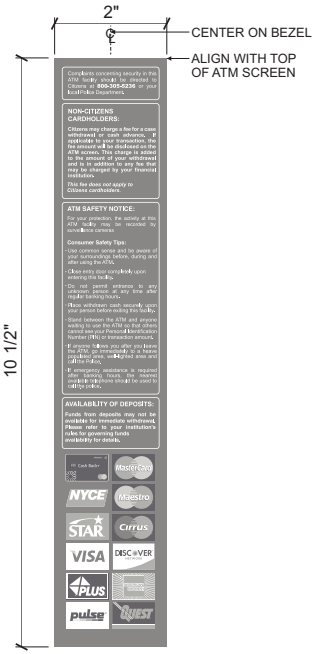 2"
CENTER ON BEZEL
ALIGN WITH TOP
OF ATM SCREEN
10 1/2"
Complaints concerning security in this
ATM facility should be directed to
Citizens at 800-305-5236 or your
local Police Department.
NON-CITIZENS
CARDHOLDERS:
Citizens may charge a fee for a case
withdrawal or cash advance. If
applicable to your transaction, the
fee amount will be disclosed on the
ATM screen. This charge is added
to the amount of your withdrawal
and is in addition to any fee that
may be charged by your financial
institution.
This fee does not apply to
Citizens cardholders.
ATM SAFETY NOTICE:
For your protection, the activity at this
ATM facility may be recorded by
surveillance cameras
Consumer Safety Tips:
• Use common sense and be aware of
your surroundings before, during and
after using the ATM.
• Close entry door completely upon
entering this facility.
• Do not permit entrance to any
unknown person at any time after
regular banking hours.
• Place withdrawn cash securely upon
your person before exiting this facility.
• Stand between the ATM and anyone
waiting to use the ATM so that others
cannot see your Personal Identification
Number (PIN) or transaction amount.
• If anyone follows you after you leave
the ATM, go immediately to a heave
populated area, well-lighted area and
call the Police.
• If emergency assistance is required
after banking hours, the nearest
available telephone should be used to
call the police.
AVAILABILITY OF DEPOSITS:
Funds from deposits may not be
available for immediate withdrawal.
Please refer to your institution's
rules for governing funds
availability for details.
Cash Back
MasterCard
NYCE
Maestro
STAR
Cirrus
VISA
DISCOVER
PLUS
pulse
QUEST